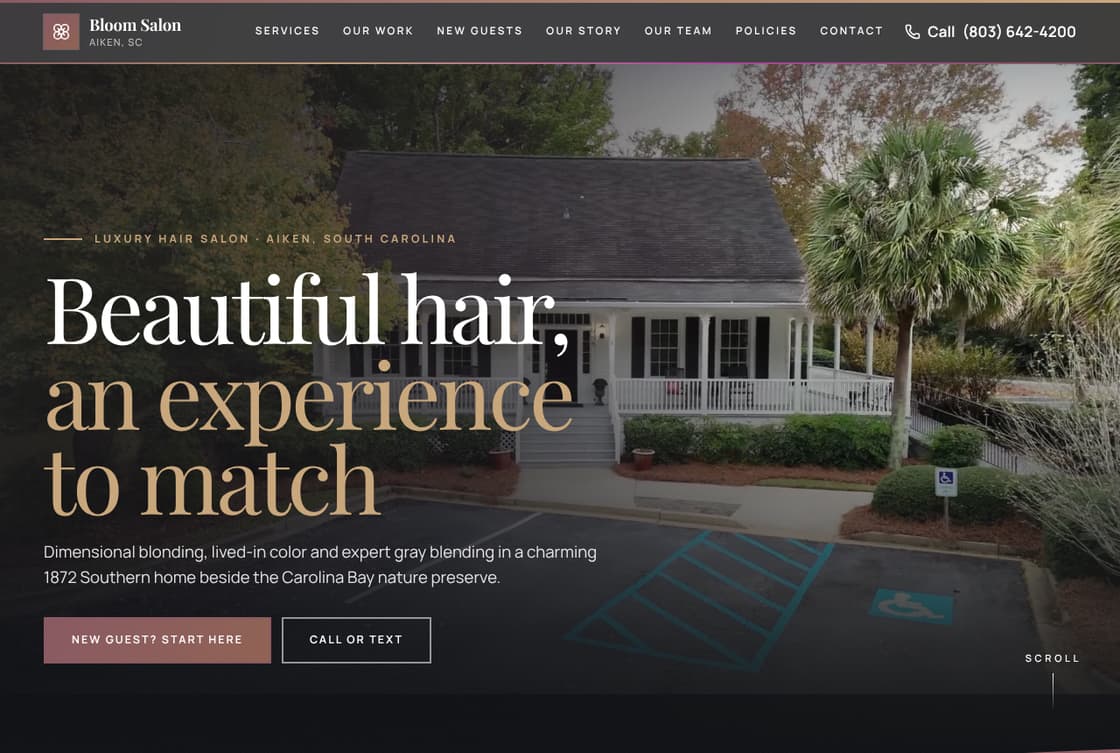 Bloom Salon
AIKEN, SC
SERVICES OUR WORK NEW GUESTS OUR STORY OUR TEAM POLICIES CONTACT Call (803) 642-4200
LUXURY HAIR SALON · AIKEN, SOUTH CAROLINA
Beautiful hair,
an experience
to match
Dimensional blonding, lived-in color and expert gray blending in a charming
1872 Southern home beside the Carolina Bay nature preserve.
NEW GUEST? START HERE CALL OR TEXT
SCROLL